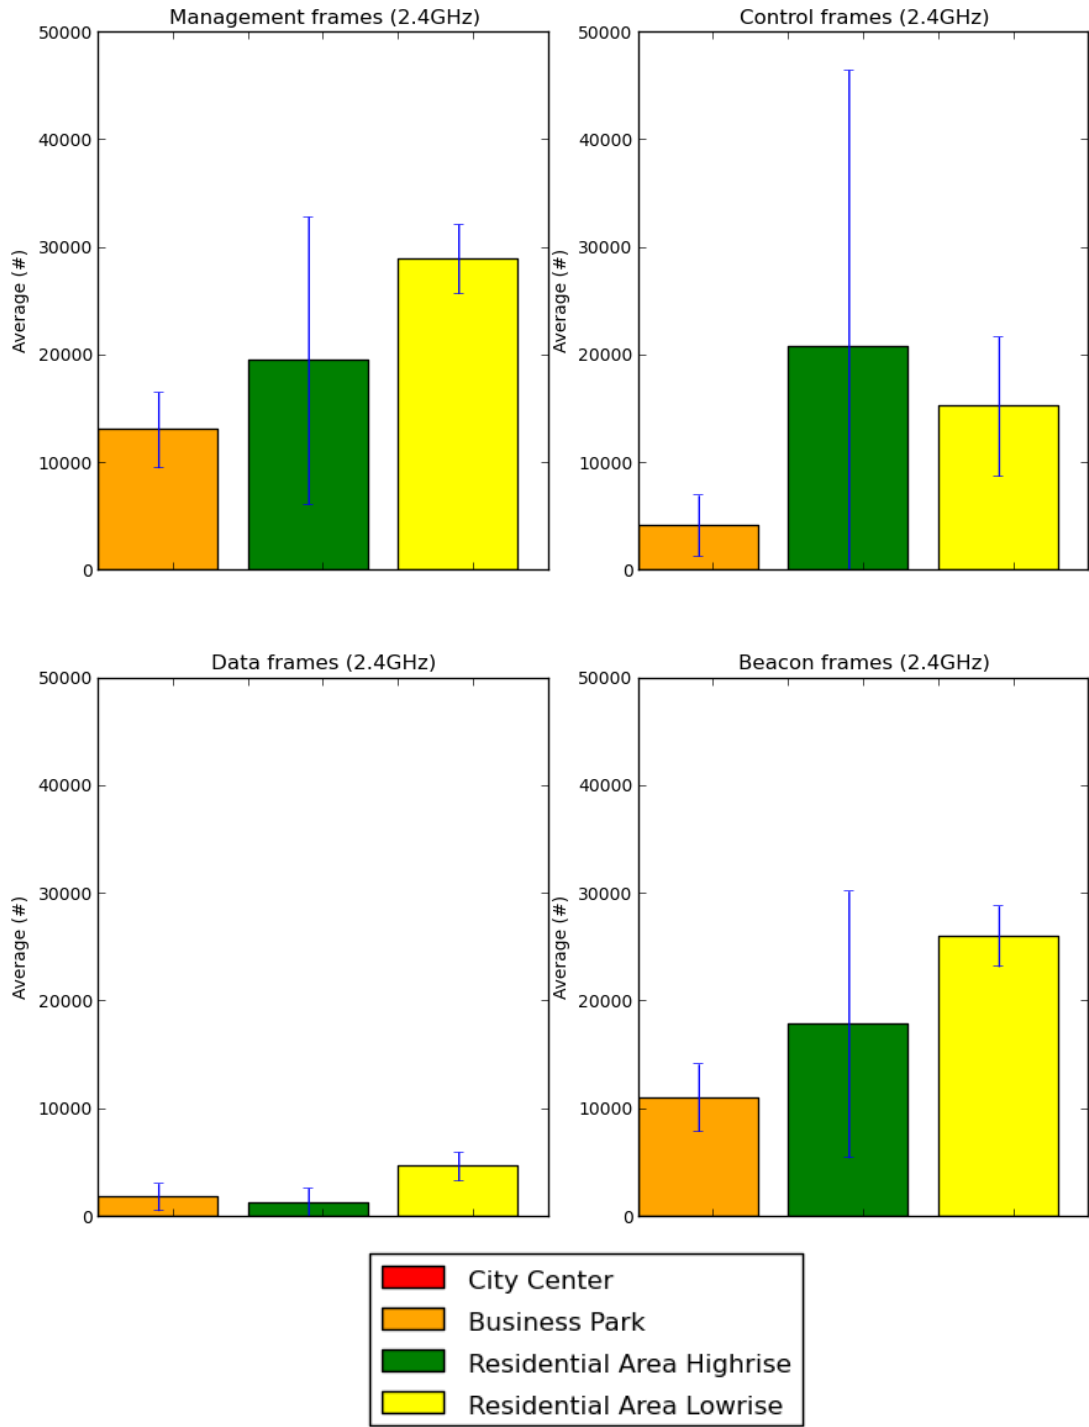 Management frames (2.4GHz)
50000
40000
30000
20000
10000
0
Average (#)
Control frames (2.4GHz)
50000
40000
30000
20000
10000
0
Average (#)
Data frames (2.4GHz)
50000
40000
30000
20000
10000
0
Average (#)
Beacon frames (2.4GHz)
50000
40000
30000
20000
10000
0
Average (#)
City Center
Business Park
Residential Area Highrise
Residential Area Lowrise